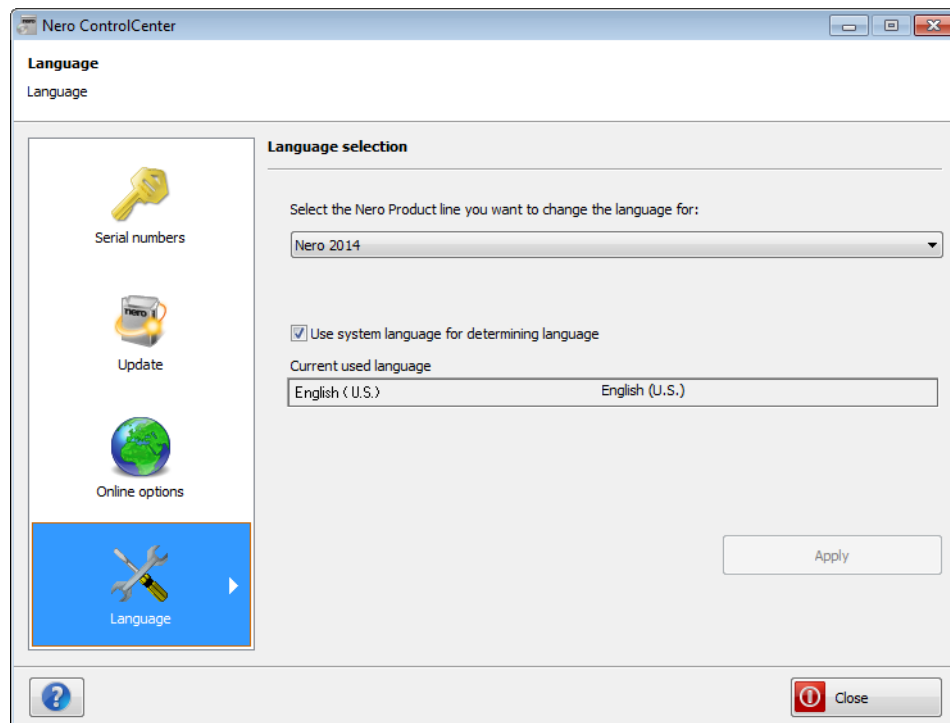 Nero ControlCenter
Language
Language
Language selection
Serial numbers
Select the Nero Product line you want to change the language for:
Nero 2014
nero
Update
Use system language for determining language
Current used language
English (U.S.) English (U.S.)
Online options
Apply
Language
? Close